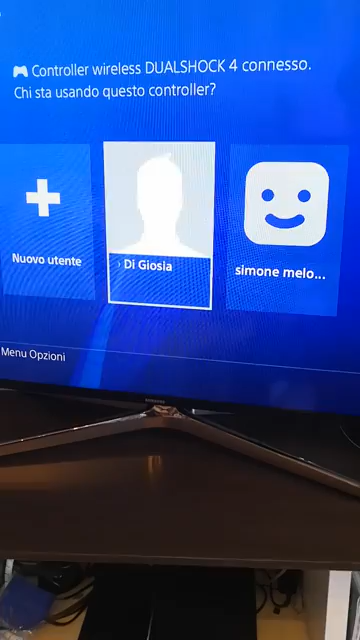 Controller wireless DUALSHOCK 4 connesso.
Chi sta usando questo controller?
Nuovo utente
Di Giosia
simone melo...
Menu Opzioni